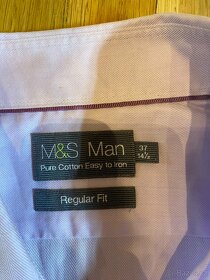 M&S Man
Pure Cotton Easy to Iron
37
14½
Regular Fit